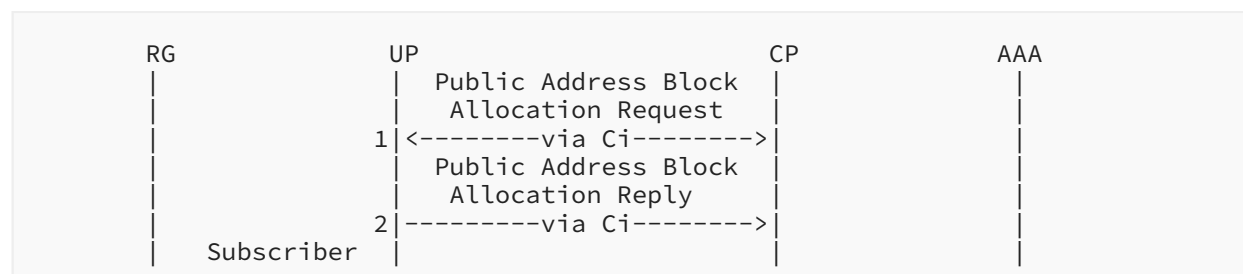 RG                    UP                              CP                  AAA
|                     |   Public Address Block        |                    |
|                     |    Allocation Request         |                    |
|                    1|<--------via Ci-------->|                    |
|                     |   Public Address Block        |                    |
|                     |    Allocation Reply           |                    |
|                    2|---------via Ci-------->|                    |
|    Subscriber  |                               |                    |